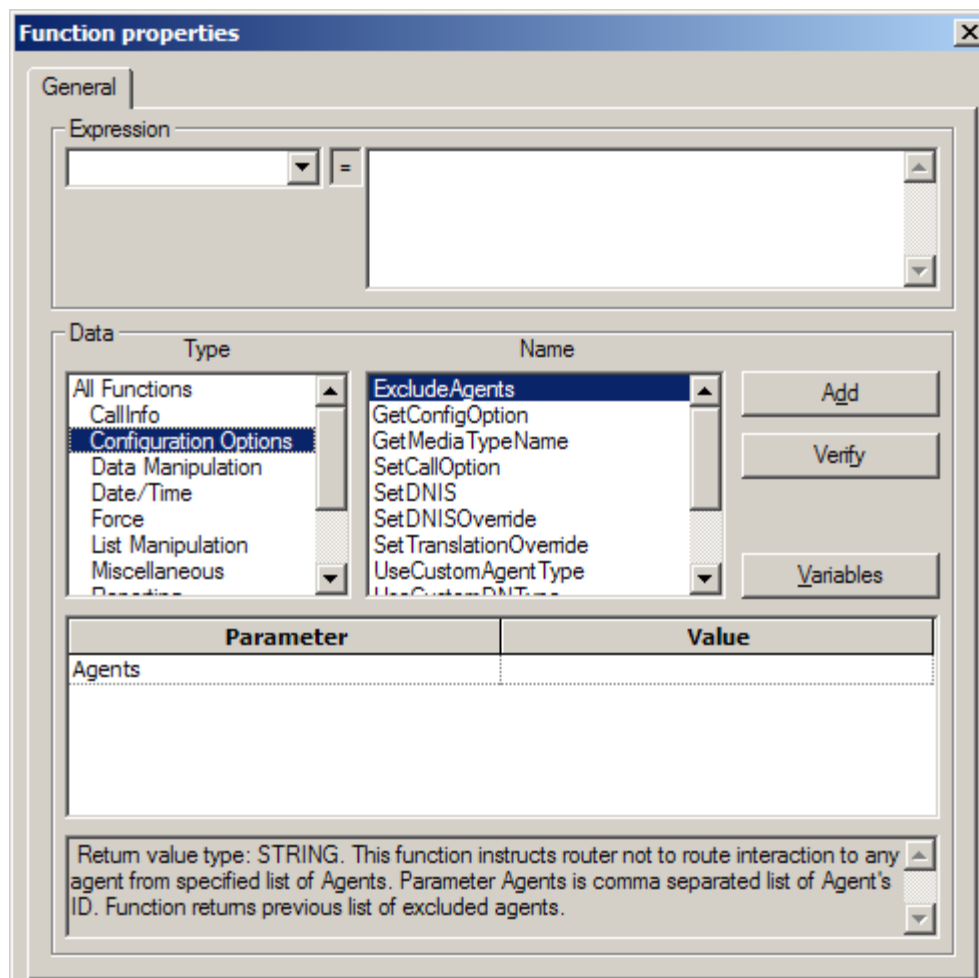 Function properties
General
Expression
=
Data
Type
Name
All Functions
CallInfo
Configuration Options
Data Manipulation
Date/Time
Force
List Manipulation
Miscellaneous
ExcludeAgents
GetConfigOption
GetMediaTypeName
SetCallOption
SetDNIS
SetDNISOverride
SetTranslationOverride
UseCustomAgentType
UseCustomDNType
Add
Verify
Variables
Parameter
Value
Agents
Return value type: STRING. This function instructs router not to route interaction to any
agent from specified list of Agents. Parameter Agents is comma separated list of Agent's
ID. Function returns previous list of excluded agents.